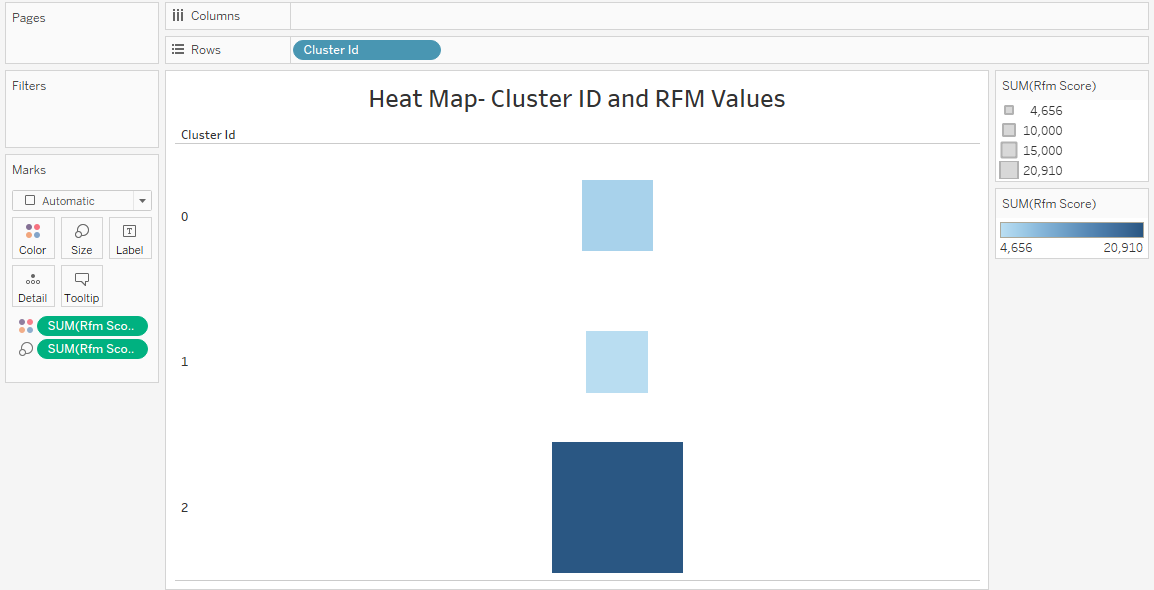 Pages
Columns
Rows
Cluster Id
Filters
Marks
Automatic
Color
Size
Label
Detail
Tooltip
SUM(Rfm Sco..
SUM(Rfm Sco..
Heat Map- Cluster ID and RFM Values
Cluster Id
0
1
2
SUM(Rfm Score)
4,656
10,000
15,000
20,910
SUM(Rfm Score)
4,656 20,910